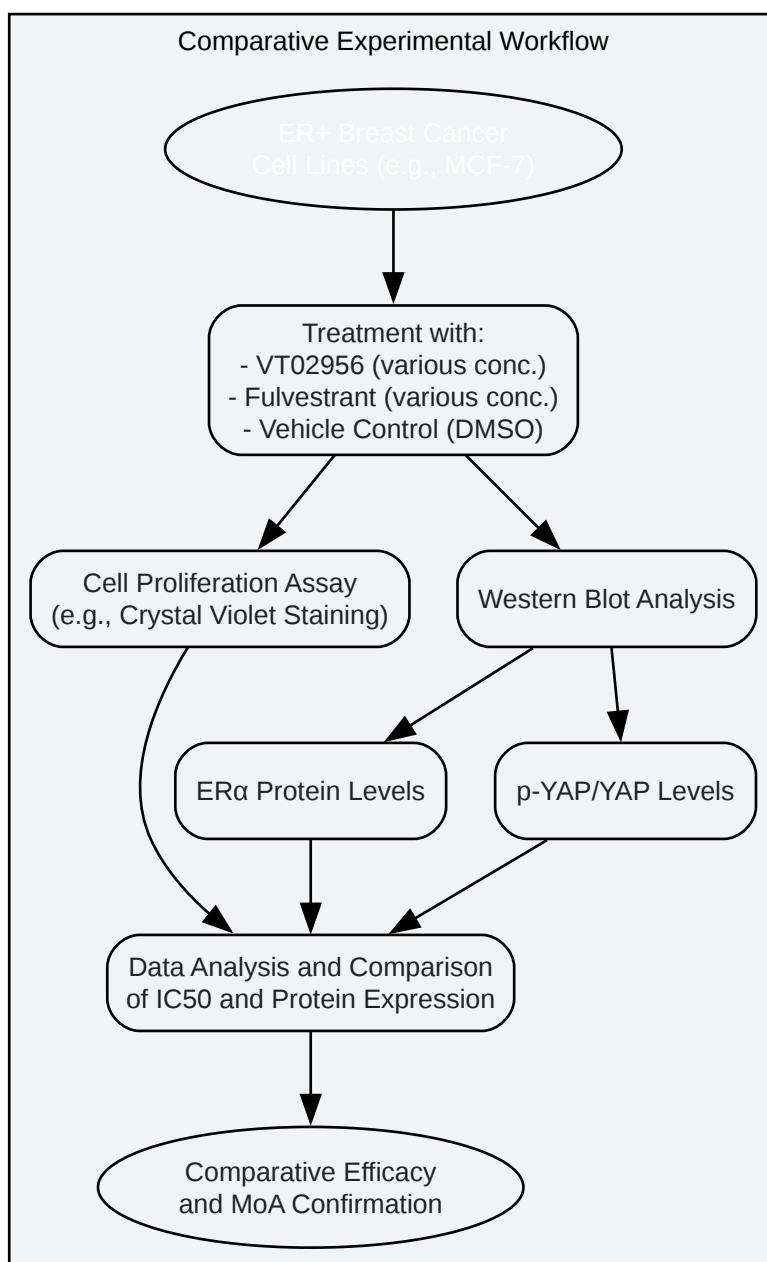 Comparative Experimental Workflow
ER+ Breast Cancer
Cell Lines (e.g., MCF-7)
Treatment with:
- VT02956 (various conc.)
- Fulvestrant (various conc.)
- Vehicle Control (DMSO)
Cell Proliferation Assay
(e.g., Crystal Violet Staining)
Western Blot Analysis
ERα Protein Levels
p-YAP/YAP Levels
Data Analysis and Comparison
of IC50 and Protein Expression
Comparative Efficacy
and MoA Confirmation